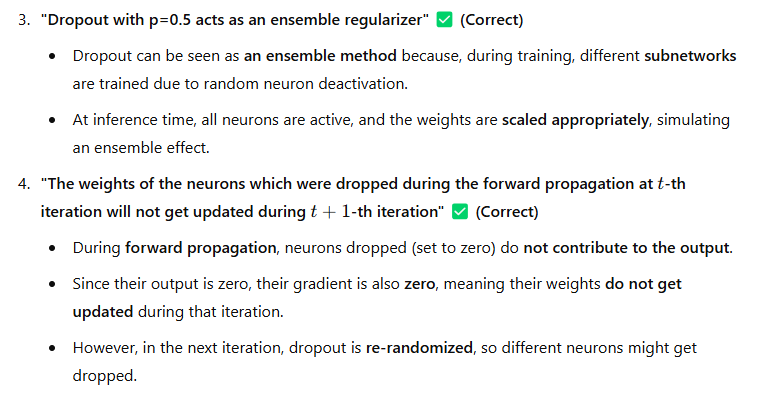 3. "Dropout with p=0.5 acts as an ensemble regularizer" ✅ (Correct)
• Dropout can be seen as an ensemble method because, during training, different subnetworks
are trained due to random neuron deactivation.
• At inference time, all neurons are active, and the weights are scaled appropriately, simulating
an ensemble effect.
4. "The weights of the neurons which were dropped during the forward propagation at t-th
iteration will not get updated during t + 1-th iteration" ✅ (Correct)
• During forward propagation, neurons dropped (set to zero) do not contribute to the output.
• Since their output is zero, their gradient is also zero, meaning their weights do not get
updated during that iteration.
• However, in the next iteration, dropout is re-randomized, so different neurons might get
dropped.